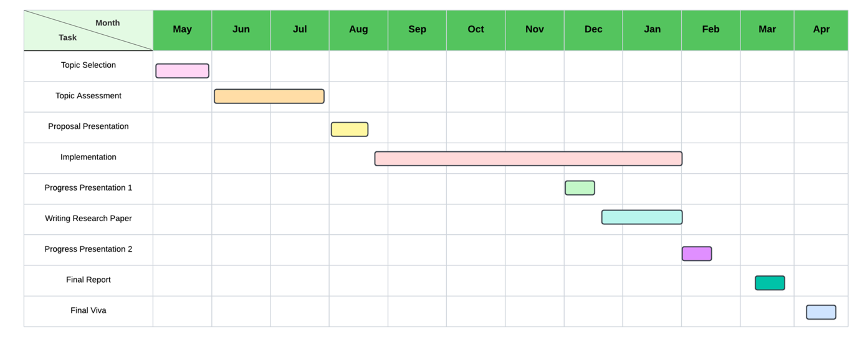 Month
Task
May Jun Jul Aug Sep Oct Nov Dec Jan Feb Mar Apr
Topic Selection
Topic Assessment
Proposal Presentation
Implementation
Progress Presentation 1
Writing Research Paper
Progress Presentation 2
Final Report
Final Viva